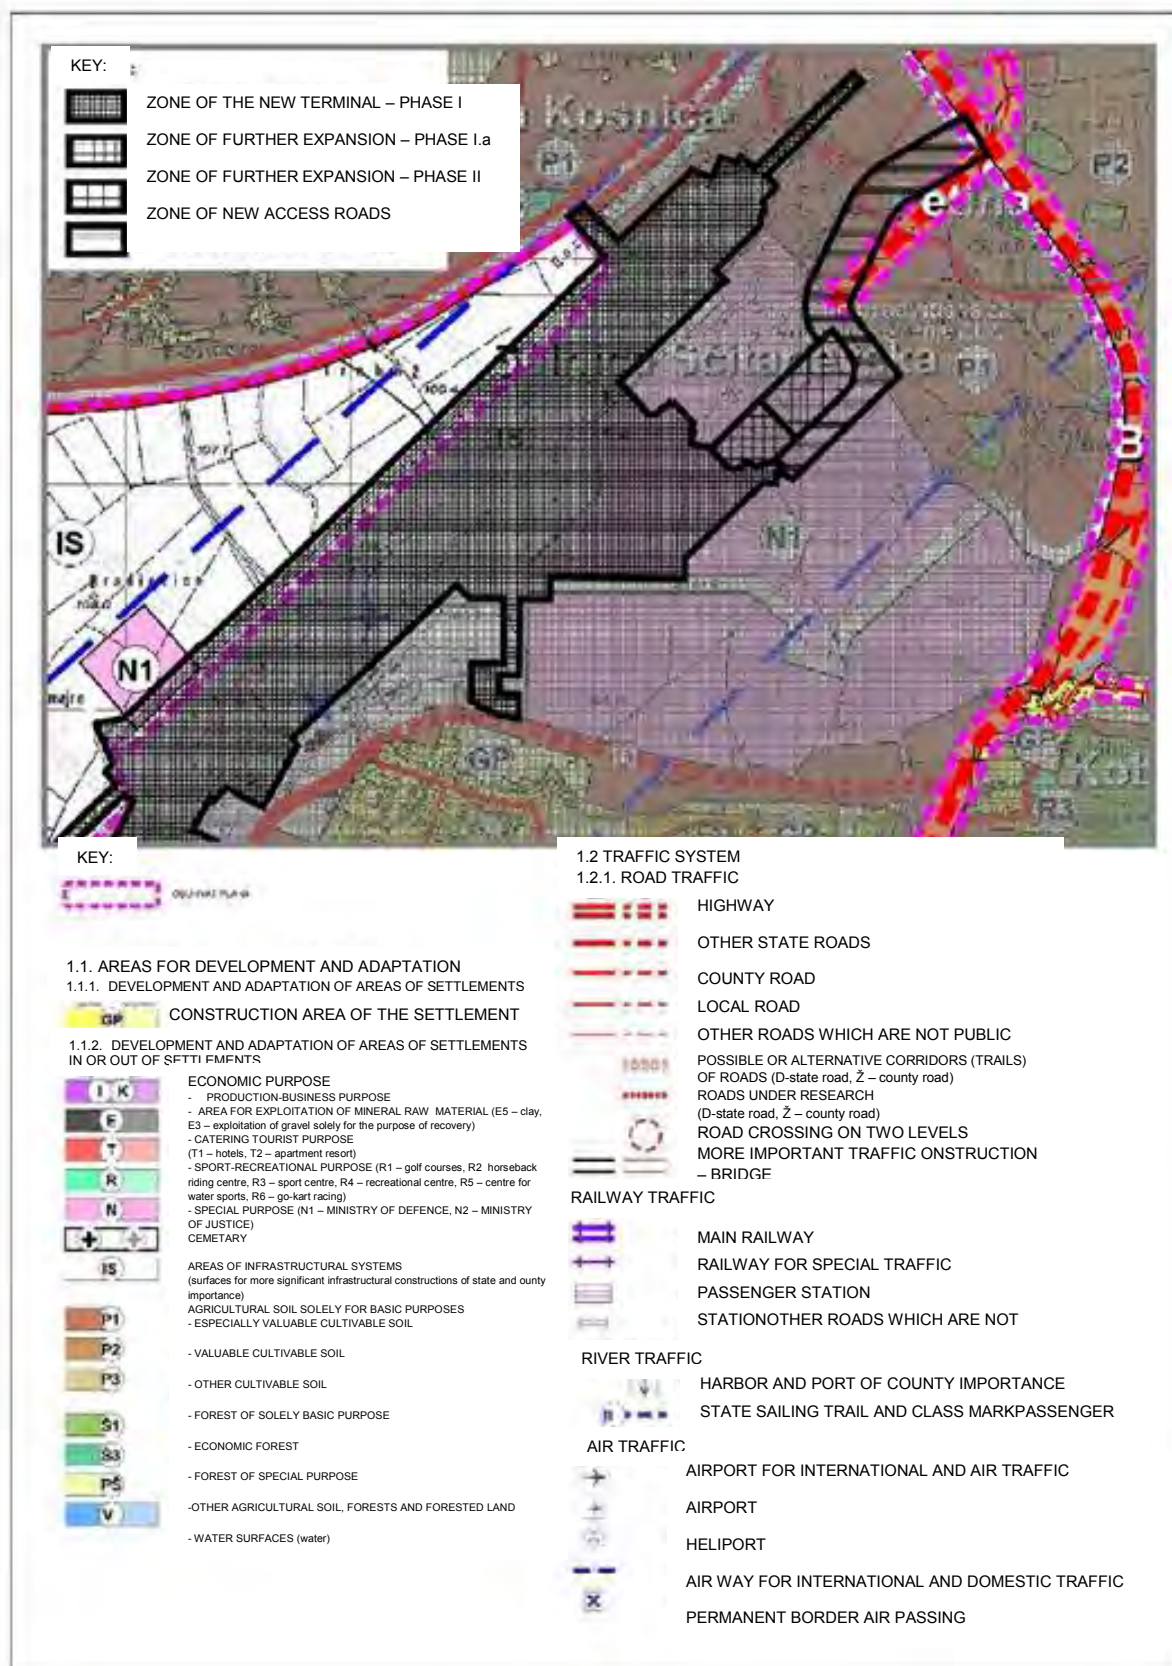 KEY:
ZONE OF THE NEW TERMINAL – PHASE I
ZONE OF FURTHER EXPANSION – PHASE I.a
ZONE OF FURTHER EXPANSION – PHASE II
ZONE OF NEW ACCESS ROADS
Kosnica
P1
P2
P1
B
IS
N1
N1
GP
R3
KEY:
1.1. AREAS FOR DEVELOPMENT AND ADAPTATION
1.1.1. DEVELOPMENT AND ADAPTATION OF AREAS OF SETTLEMENTS
GP CONSTRUCTION AREA OF THE SETTLEMENT
1.1.2. DEVELOPMENT AND ADAPTATION OF AREAS OF SETTLEMENTS
IN OR OUT OF SETTLEMENTS
I K
ECONOMIC PURPOSE
- PRODUCTION-BUSINESS PURPOSE
E
- AREA FOR EXPLOITATION OF MINERAL RAW MATERIAL (E5 – clay,
E3 – exploitation of gravel solely for the purpose of recovery)
T
- CATERING TOURIST PURPOSE
(T1 – hotels, T2 – apartment resort)
R
- SPORT-RECREATIONAL PURPOSE (R1 – golf courses, R2 horseback
riding centre, R3 – sport centre, R4 – recreational centre, R5 – centre for
water sports, R6 – go-kart racing)
N
- SPECIAL PURPOSE (N1 – MINISTRY OF DEFENCE, N2 – MINISTRY
OF JUSTICE)
CEMETARY
IS
AREAS OF INFRASTRUCTURAL SYSTEMS
(surfaces for more significant infrastructural constructions of state and ounty
importance)
AGRICULTURAL SOIL SOLELY FOR BASIC PURPOSES
P1
- ESPECIALLY VALUABLE CULTIVABLE SOIL
P2
- VALUABLE CULTIVABLE SOIL
P3
- OTHER CULTIVABLE SOIL
Š1
- FOREST OF SOLELY BASIC PURPOSE
Š3
- ECONOMIC FOREST
PŠ
- FOREST OF SPECIAL PURPOSE
V
-OTHER AGRICULTURAL SOIL, FORESTS AND FORESTED LAND
- WATER SURFACES (water)
1.2 TRAFFIC SYSTEM
1.2.1. ROAD TRAFFIC
HIGHWAY
OTHER STATE ROADS
COUNTY ROAD
LOCAL ROAD
OTHER ROADS WHICH ARE NOT PUBLIC
POSSIBLE OR ALTERNATIVE CORRIDORS (TRAILS)
OF ROADS (D-state road, Ž – county road)
ROADS UNDER RESEARCH
(D-state road, Ž – county road)
ROAD CROSSING ON TWO LEVELS
MORE IMPORTANT TRAFFIC ONSTRUCTION
– BRIDGE
RAILWAY TRAFFIC
MAIN RAILWAY
RAILWAY FOR SPECIAL TRAFFIC
PASSENGER STATION
STATIONOTHER ROADS WHICH ARE NOT
RIVER TRAFFIC
HARBOR AND PORT OF COUNTY IMPORTANCE
STATE SAILING TRAIL AND CLASS MARKPASSENGER
AIR TRAFFIC
AIRPORT FOR INTERNATIONAL AND AIR TRAFFIC
AIRPORT
HELIPORT
AIR WAY FOR INTERNATIONAL AND DOMESTIC TRAFFIC
PERMANENT BORDER AIR PASSING